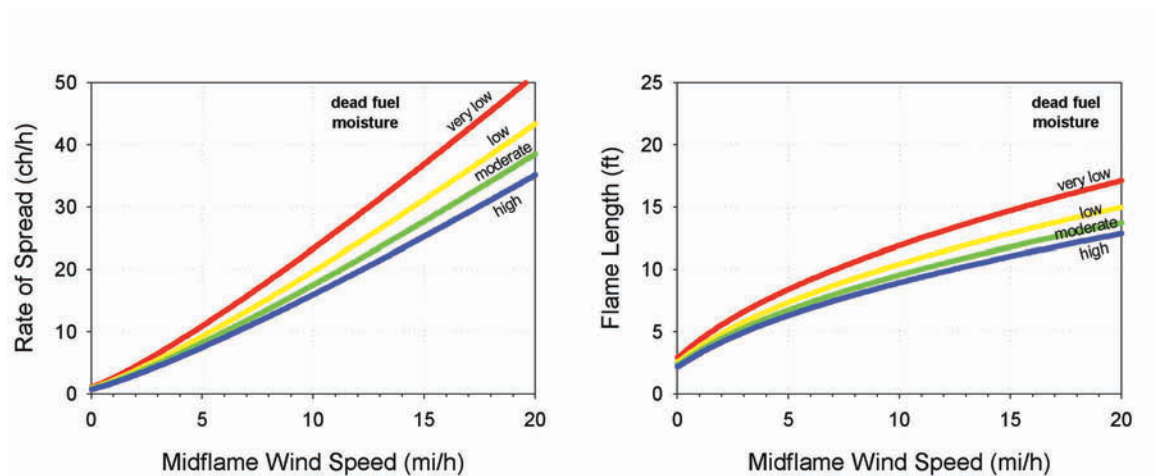 Rate of Spread (ch/h)
50
40
30
20
10
0
dead fuel
moisture
very low
low
moderate
high
0 5 10 15 20
Midflame Wind Speed (mi/h)
Flame Length (ft)
25
20
15
10
5
0
dead fuel
moisture
very low
low
moderate
high
0 5 10 15 20
Midflame Wind Speed (mi/h)